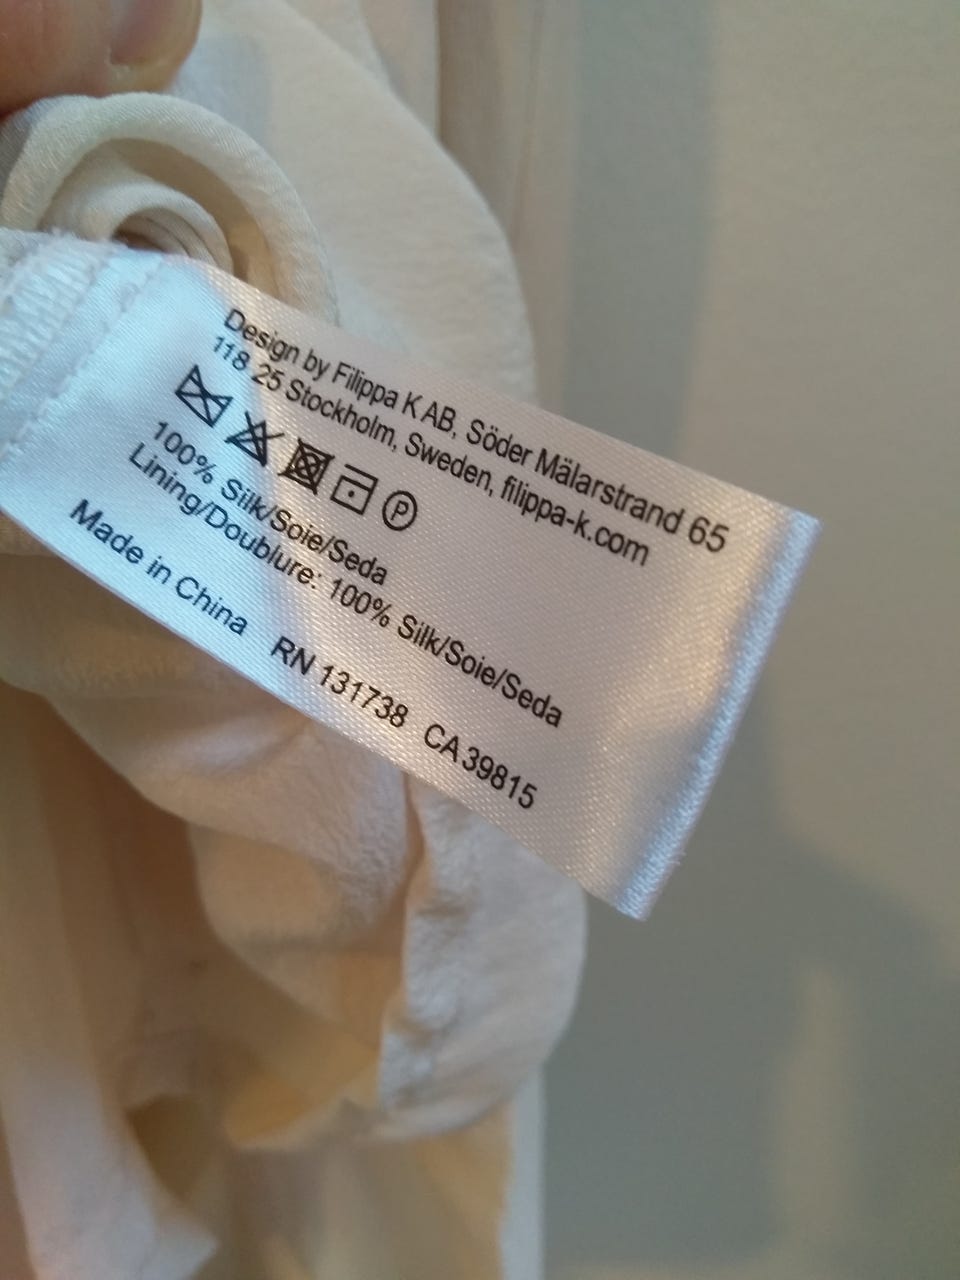 Design by Filippa K AB, Söder Mälarstrand 65
118 25 Stockholm, Sweden, filippa-k.com
P
100% Silk/Soie/Seda
Lining/Doublure: 100% Silk/Soie/Seda
Made in China RN 131738 CA 39815